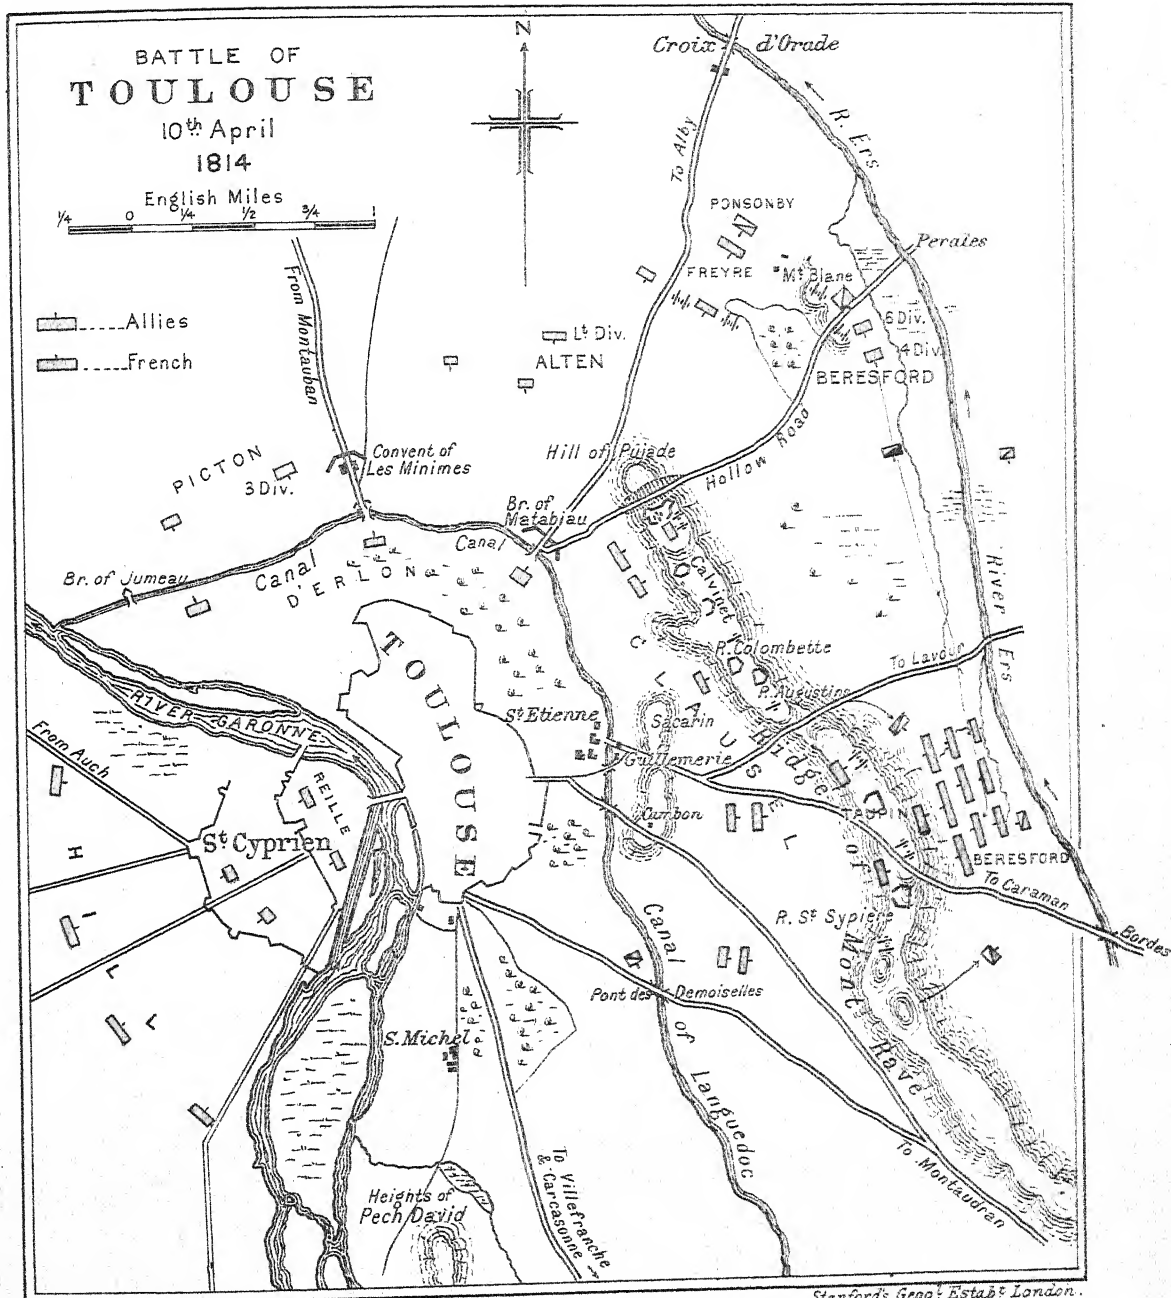 BATTLE OF
TOULOUSE
10th April
1814
English Miles
1/4 0 1/4 1/2 3/4 1
Allies
French
N
Croix d'Orade
R. Ers
To Alby
PONSONBY
FREYRE
Perales
Mt Blanc
6 Div.
4 Div.
BERESFORD
From Montauban
Lt Div.
ALTEN
Hollow Road
PICTON
3 Div.
Convent of
Les Minimes
Hill of Pujade
Br. of
Matabiau
Canal
Canal
D'ERLON
Br. of Jumeau
Calvinet
River Ers
TOULOUSE
CLAUSEL
R. Colombette
To Lavour
R. Augustins
RIVER GARONNE
St Etienne
Sacarin
Guillemerie
From Auch
REILLE
Cambon
Ridge of Mont Rave
TAUPIN
St Cyprien
BERESFORD
HILL
To Caraman
R. St Sypière
Bordes
Canal of Languedoc
Pont des Demoiselles
S. Michel
To Montaudran
To Villefranche
& Carcasonne
Heights of
Pech David
Stanford's Geogl Estabt London.